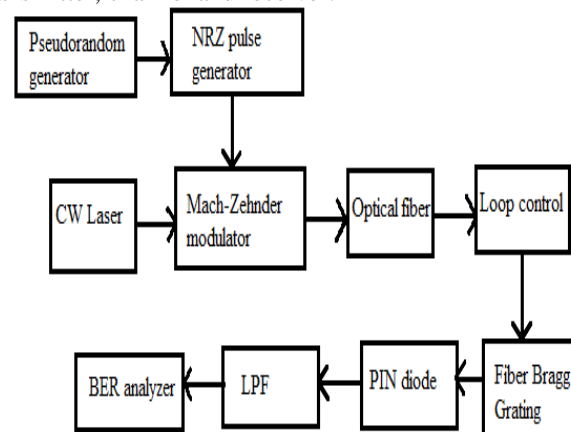 Pseudorandom
generator
NRZ pulse
generator
CW Laser
Mach-Zehnder
modulator
Optical fiber
Loop control
BER analyzer
LPF
PIN diode
Fiber Bragg
Grating